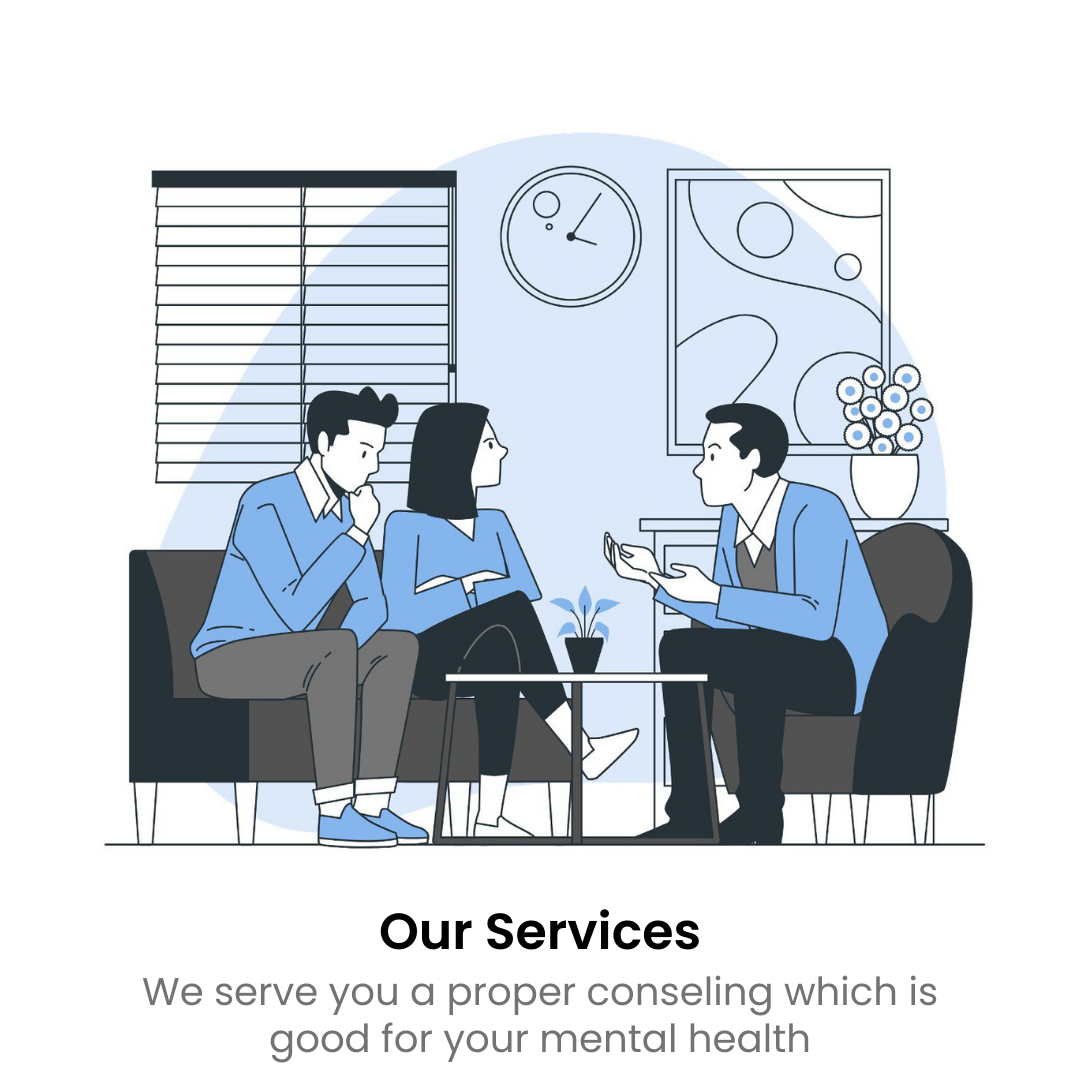 Our Services
We serve you a proper conseling which is
good for your mental health